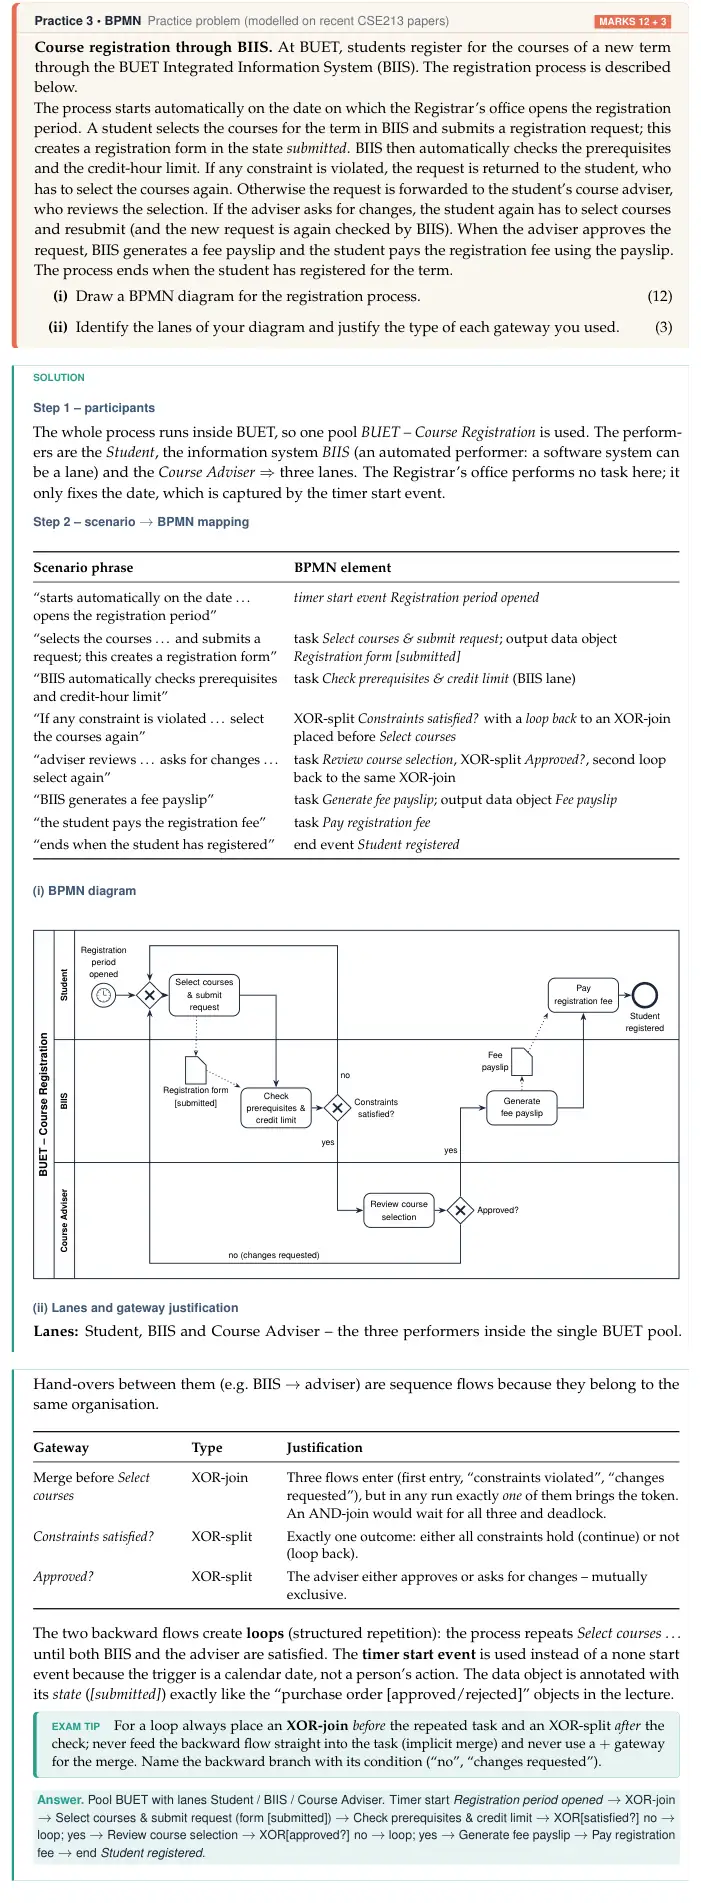 Practice 3 • BPMN Practice problem (modelled on recent CSE213 papers) MARKS 12 + 3
Course registration through BIIS. At BUET, students register for the courses of a new term
through the BUET Integrated Information System (BIIS). The registration process is described
below.
The process starts automatically on the date on which the Registrar's office opens the registration
period. A student selects the courses for the term in BIIS and submits a registration request; this
creates a registration form in the state submitted. BIIS then automatically checks the prerequisites
and the credit-hour limit. If any constraint is violated, the request is returned to the student, who
has to select the courses again. Otherwise the request is forwarded to the student's course adviser,
who reviews the selection. If the adviser asks for changes, the student again has to select courses
and resubmit (and the new request is again checked by BIIS). When the adviser approves the
request, BIIS generates a fee payslip and the student pays the registration fee using the payslip.
The process ends when the student has registered for the term.
(i) Draw a BPMN diagram for the registration process. (12)
(ii) Identify the lanes of your diagram and justify the type of each gateway you used. (3)
SOLUTION
Step 1 – participants
The whole process runs inside BUET, so one pool BUET – Course Registration is used. The perform-
ers are the Student, the information system BIIS (an automated performer: a software system can
be a lane) and the Course Adviser ⇒ three lanes. The Registrar's office performs no task here; it
only fixes the date, which is captured by the timer start event.
Step 2 – scenario → BPMN mapping
Scenario phrase BPMN element
"starts automatically on the date … timer start event Registration period opened
opens the registration period"
"selects the courses … and submits a task Select courses & submit request; output data object
request; this creates a registration form" Registration form [submitted]
"BIIS automatically checks prerequisites task Check prerequisites & credit limit (BIIS lane)
and credit-hour limit"
"If any constraint is violated … select XOR-split Constraints satisfied? with a loop back to an XOR-join
the courses again" placed before Select courses
"adviser reviews … asks for changes … task Review course selection, XOR-split Approved?, second loop
select again" back to the same XOR-join
"BIIS generates a fee payslip" task Generate fee payslip; output data object Fee payslip
"the student pays the registration fee" task Pay registration fee
"ends when the student has registered" end event Student registered
(i) BPMN diagram
BUET – Course Registration
Student
Registration
period
opened
Select courses
& submit
request
Pay
registration fee
Student
registered
BIIS
Registration form
[submitted]
Check
prerequisites &
credit limit
no
Constraints
satisfied?
yes
Fee
payslip
Generate
fee payslip
yes
Course Adviser
Review course
selection
Approved?
no (changes requested)
(ii) Lanes and gateway justification
Lanes: Student, BIIS and Course Adviser – the three performers inside the single BUET pool.
Hand-overs between them (e.g. BIIS → adviser) are sequence flows because they belong to the
same organisation.
Gateway Type Justification
Merge before Select XOR-join Three flows enter (first entry, "constraints violated", "changes
courses requested"), but in any run exactly one of them brings the token.
An AND-join would wait for all three and deadlock.
Constraints satisfied? XOR-split Exactly one outcome: either all constraints hold (continue) or not
(loop back).
Approved? XOR-split The adviser either approves or asks for changes – mutually
exclusive.
The two backward flows create loops (structured repetition): the process repeats Select courses …
until both BIIS and the adviser are satisfied. The timer start event is used instead of a none start
event because the trigger is a calendar date, not a person's action. The data object is annotated with
its state ([submitted]) exactly like the "purchase order [approved/rejected]" objects in the lecture.
EXAM TIP For a loop always place an XOR-join before the repeated task and an XOR-split after the
check; never feed the backward flow straight into the task (implicit merge) and never use a + gateway
for the merge. Name the backward branch with its condition ("no", "changes requested").
Answer. Pool BUET with lanes Student / BIIS / Course Adviser. Timer start Registration period opened → XOR-join
→ Select courses & submit request (form [submitted]) → Check prerequisites & credit limit → XOR[satisfied?] no →
loop; yes → Review course selection → XOR[approved?] no → loop; yes → Generate fee payslip → Pay registration
fee → end Student registered.